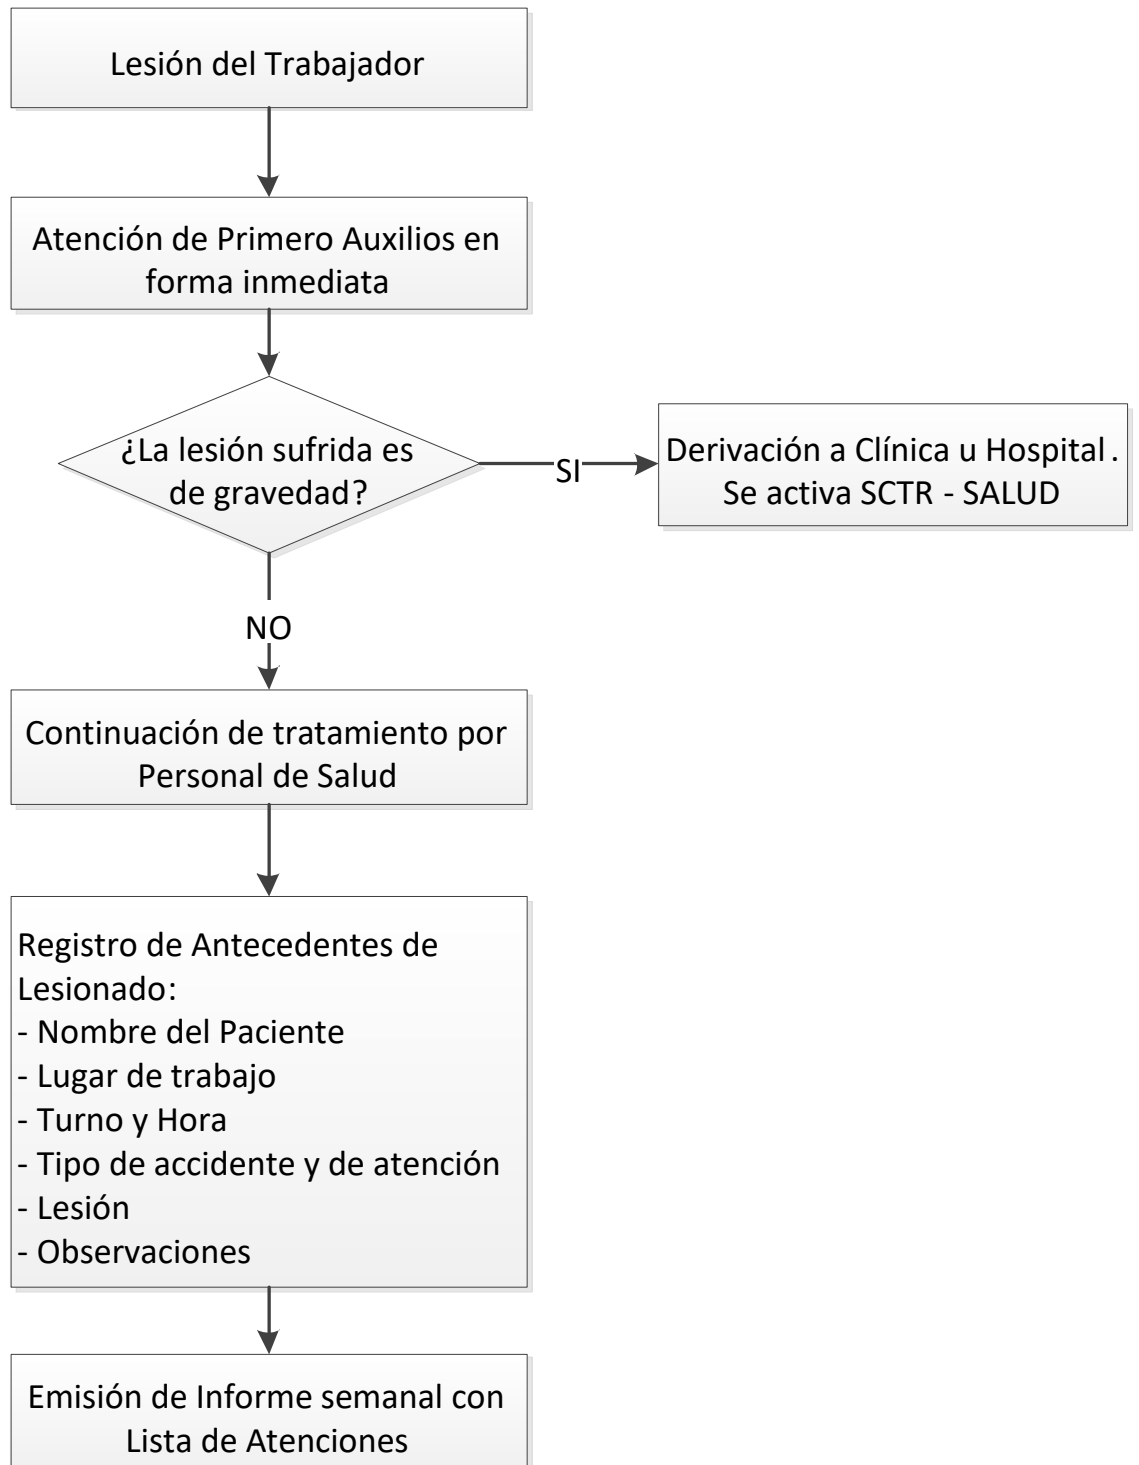 Lesión del Trabajador
Atención de Primero Auxilios en
forma inmediata
¿La lesión sufrida es
de gravedad?
SI
Derivación a Clínica u Hospital.
Se activa SCTR - SALUD
NO
Continuación de tratamiento por
Personal de Salud
Registro de Antecedentes de
Lesionado:
- Nombre del Paciente
- Lugar de trabajo
- Turno y Hora
- Tipo de accidente y de atención
- Lesión
- Observaciones
Emisión de Informe semanal con
Lista de Atenciones